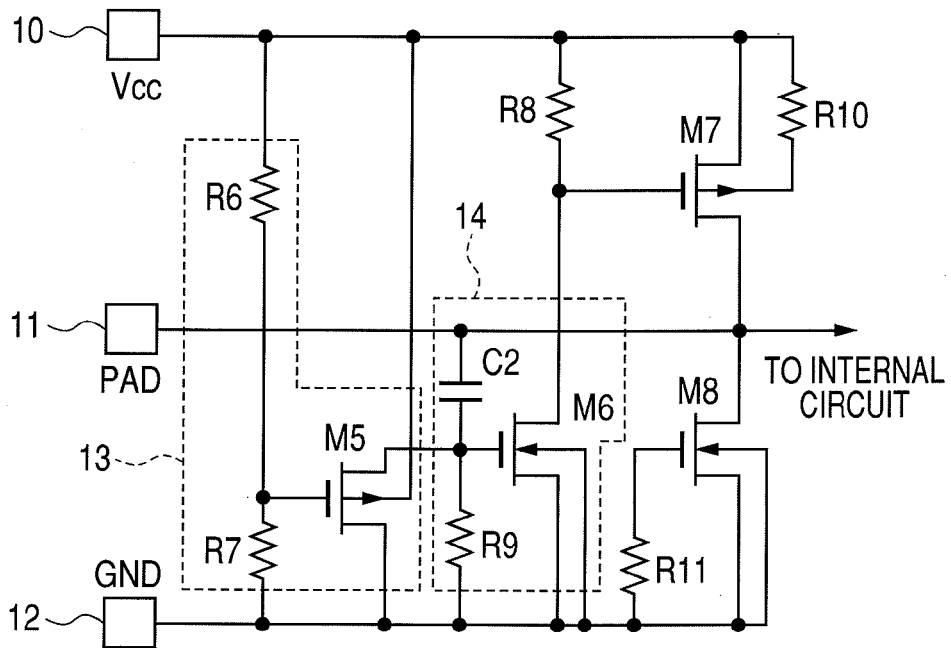 10
Vcc
R8
M7
R10
R6
14
11
PAD
C2
TO INTERNAL
CIRCUIT
M6
M8
M5
13
R7
R9
R11
GND
12